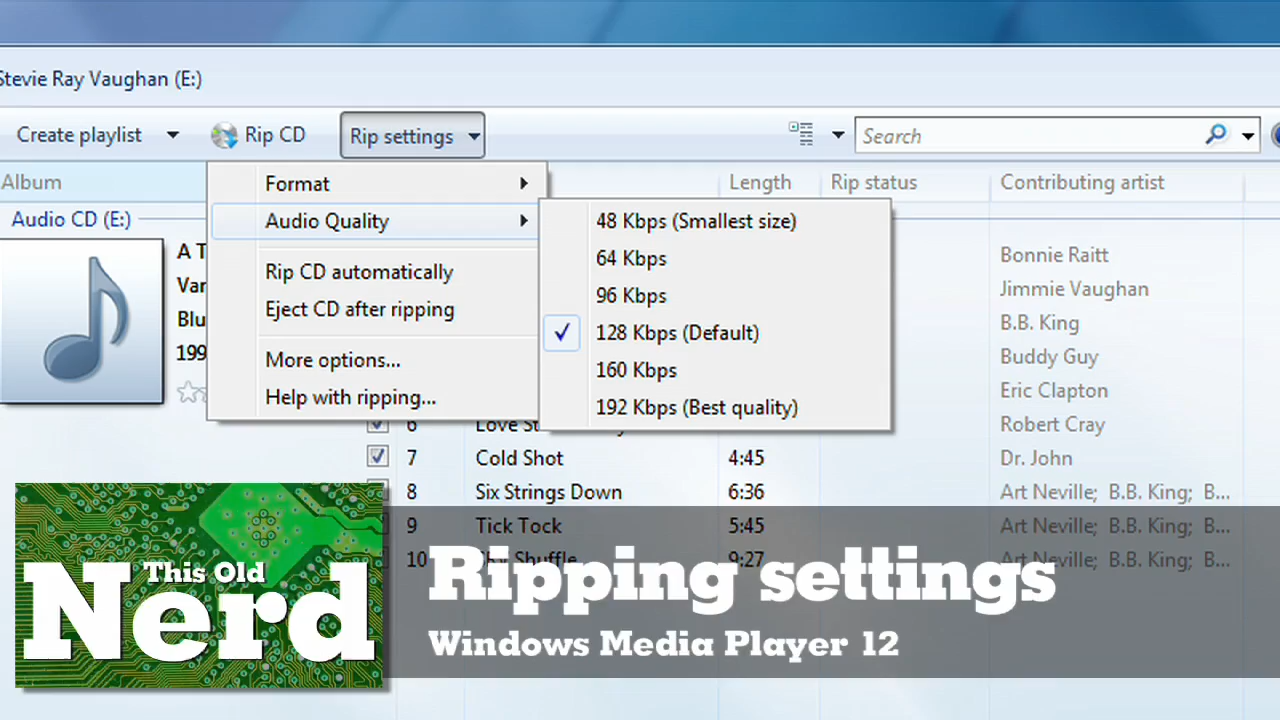 Stevie Ray Vaughan (E:)
Create playlist Rip CD Rip settings Search
Album Length Rip status Contributing artist
Format
Audio Quality
Rip CD automatically
Eject CD after ripping
More options...
Help with ripping...
48 Kbps (Smallest size)
64 Kbps
96 Kbps
128 Kbps (Default)
160 Kbps
192 Kbps (Best quality)
Audio CD (E:)
A T
Var
Blu
199
Bonnie Raitt
Jimmie Vaughan
B.B. King
Buddy Guy
Eric Clapton
6 Robert Cray
7 Cold Shot 4:45 Dr. John
8 Six Strings Down 6:36 Art Neville; B.B. King; B...
9 Tick Tock 5:45 Art Neville; B.B. King; B...
10 Shuffle 9:27 Art Neville; B.B. King; B...
This Old
Nerd
Ripping settings
Windows Media Player 12